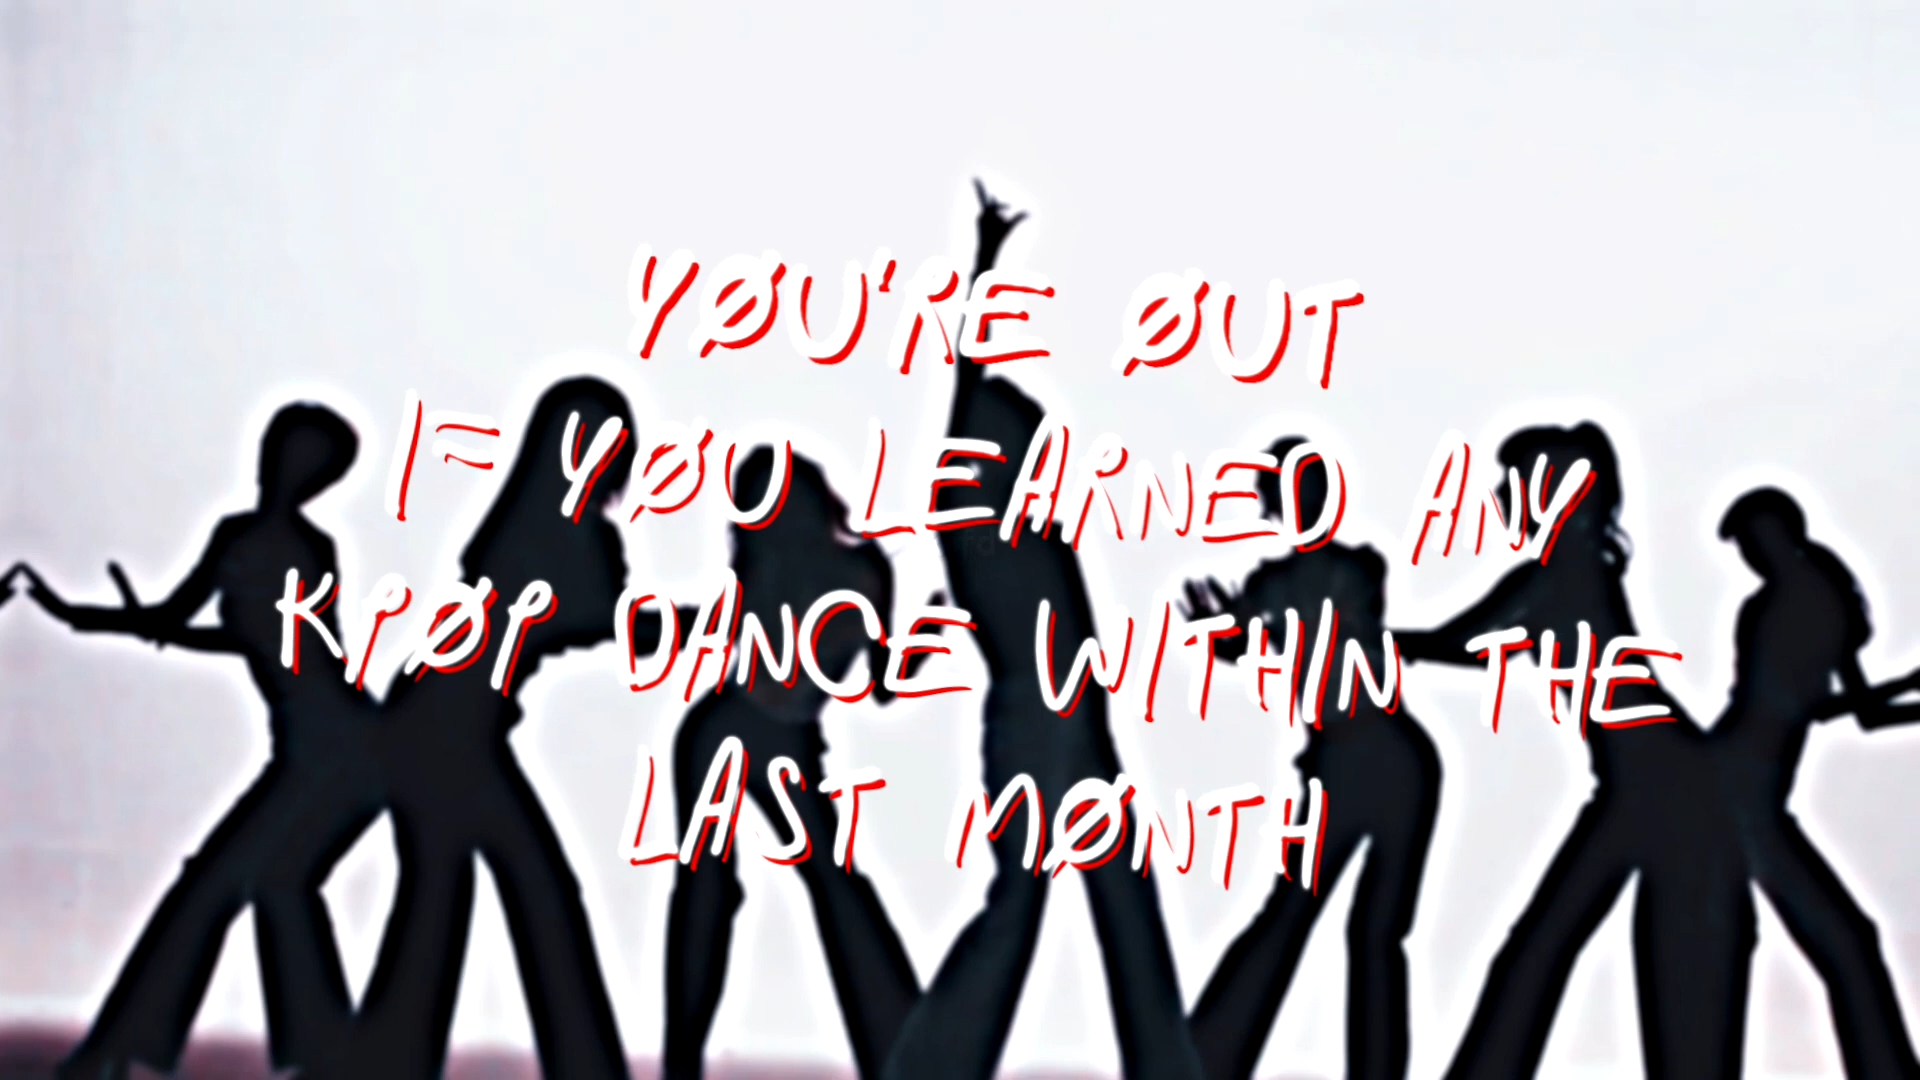 YØU'RE ØUT
IF YØU LEARNED ANY
KPØP DANCE WITHIN THE
LAST MØNTH